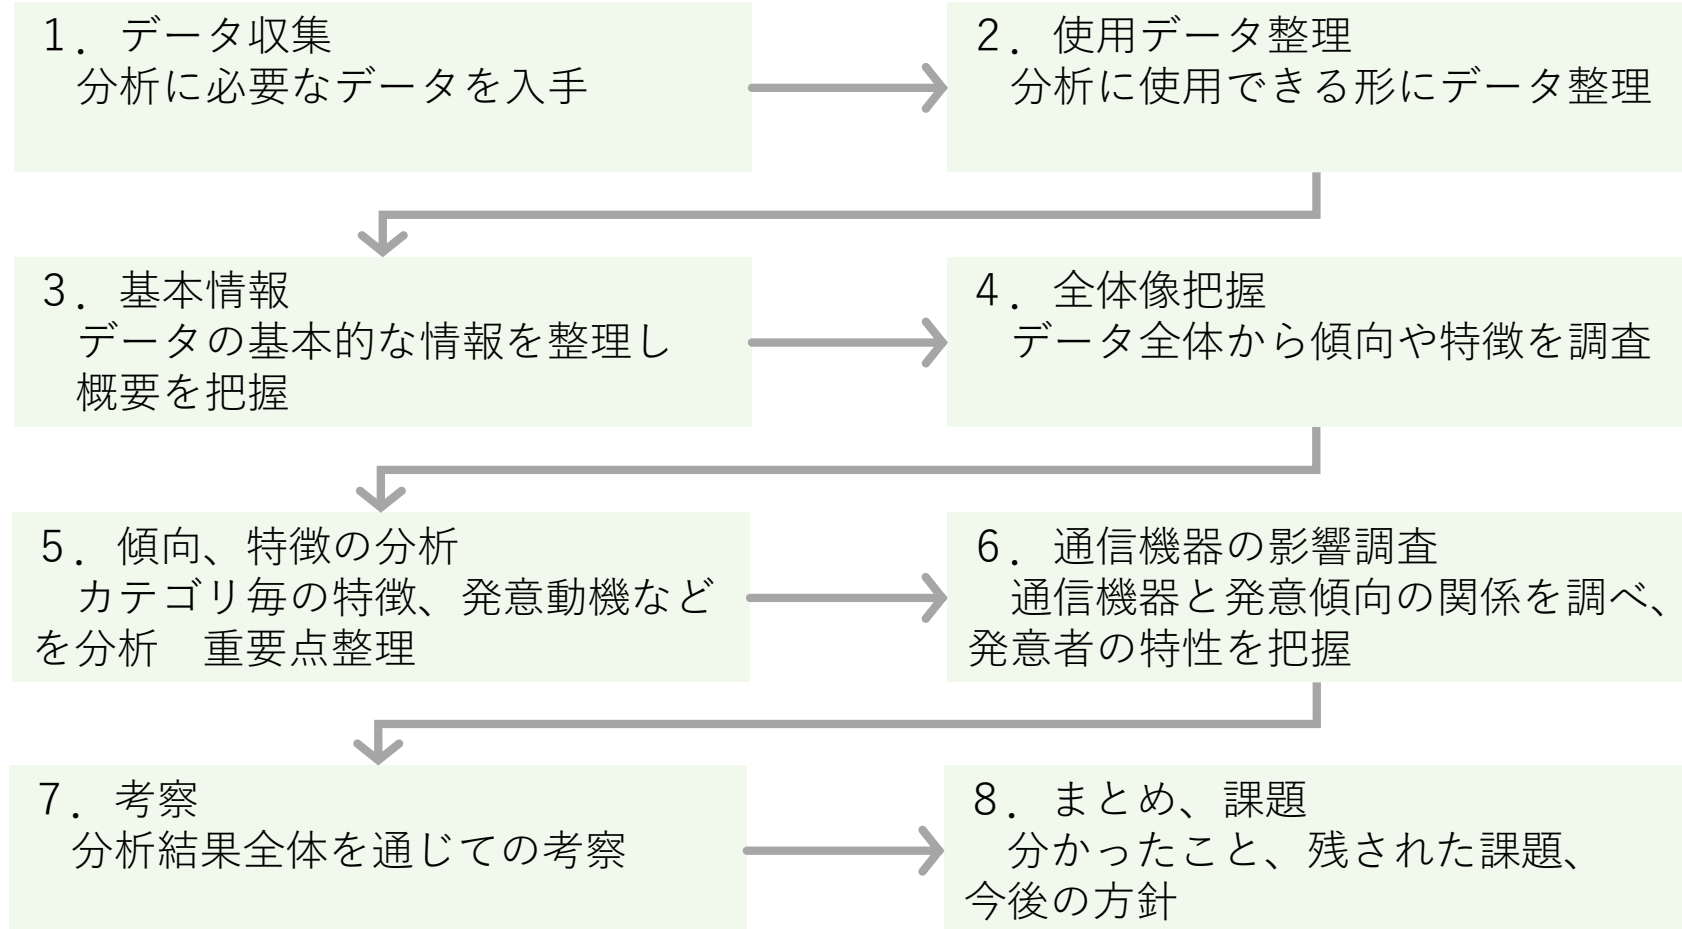 １．データ収集
分析に必要なデータを入手
２．使用データ整理
分析に使用できる形にデータ整理
３．基本情報
データの基本的な情報を整理し
概要を把握
４．全体像把握
データ全体から傾向や特徴を調査
５．傾向、特徴の分析
カテゴリ毎の特徴、発意動機など
を分析　重要点整理
６．通信機器の影響調査
通信機器と発意傾向の関係を調べ、
発意者の特性を把握
７．考察
分析結果全体を通じての考察
８．まとめ、課題
分かったこと、残された課題、
今後の方針